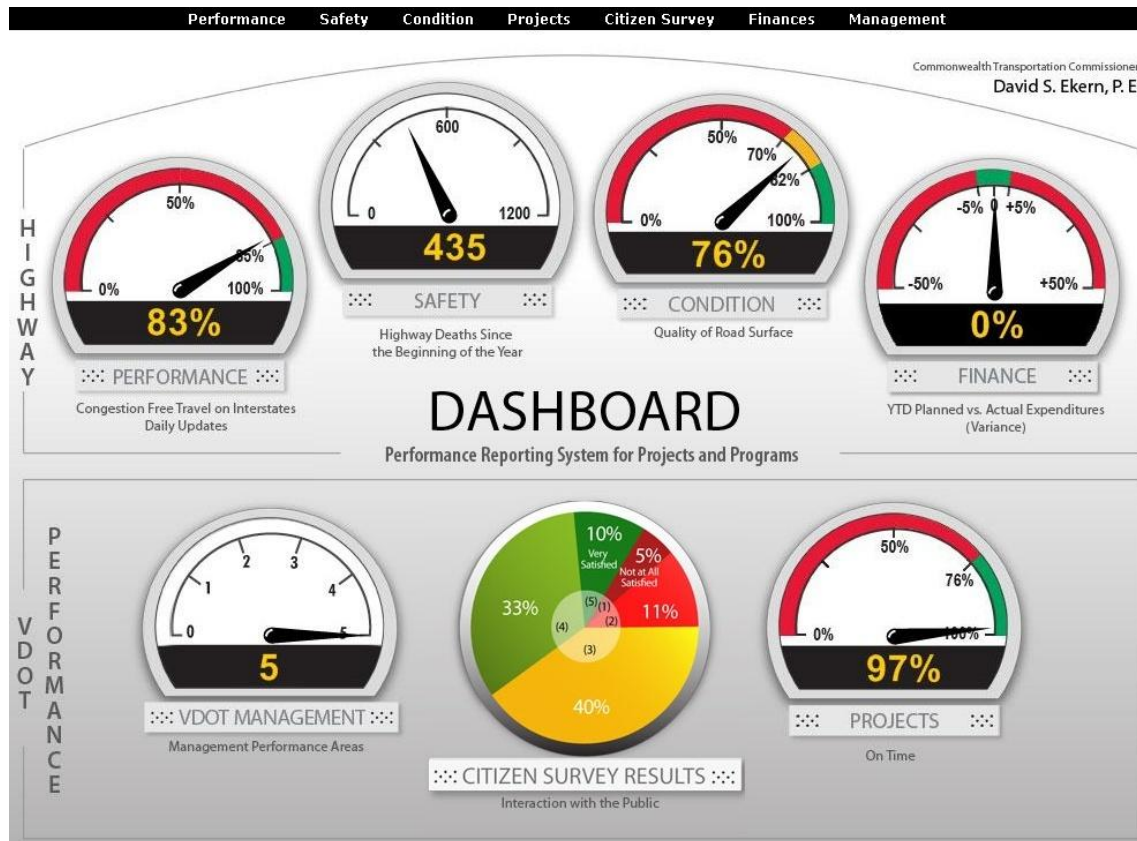 Performance Safety Condition Projects Citizen Survey Finances Management
Commonwealth Transportation Commissioner
David S. Ekern, P. E
HIGHWAY
0% 50% 85% 100%
83%
PERFORMANCE
Congestion Free Travel on Interstates
Daily Updates
0 600 1200
435
SAFETY
Highway Deaths Since
the Beginning of the Year
0% 50% 70% 82% 100%
76%
CONDITION
Quality of Road Surface
-50% -5% 0 +5% +50%
0%
FINANCE
YTD Planned vs. Actual Expenditures
(Variance)
DASHBOARD
Performance Reporting System for Projects and Programs
VDOT
PERFORMANCE
0 1 2 3 4 5
5
VDOT MANAGEMENT
Management Performance Areas
10%
Very
Satisfied
5%
Not at All
Satisfied
11%
33%
40%
(5) (1)
(4) (2)
(3)
CITIZEN SURVEY RESULTS
Interaction with the Public
0% 50% 76% 100%
97%
PROJECTS
On Time